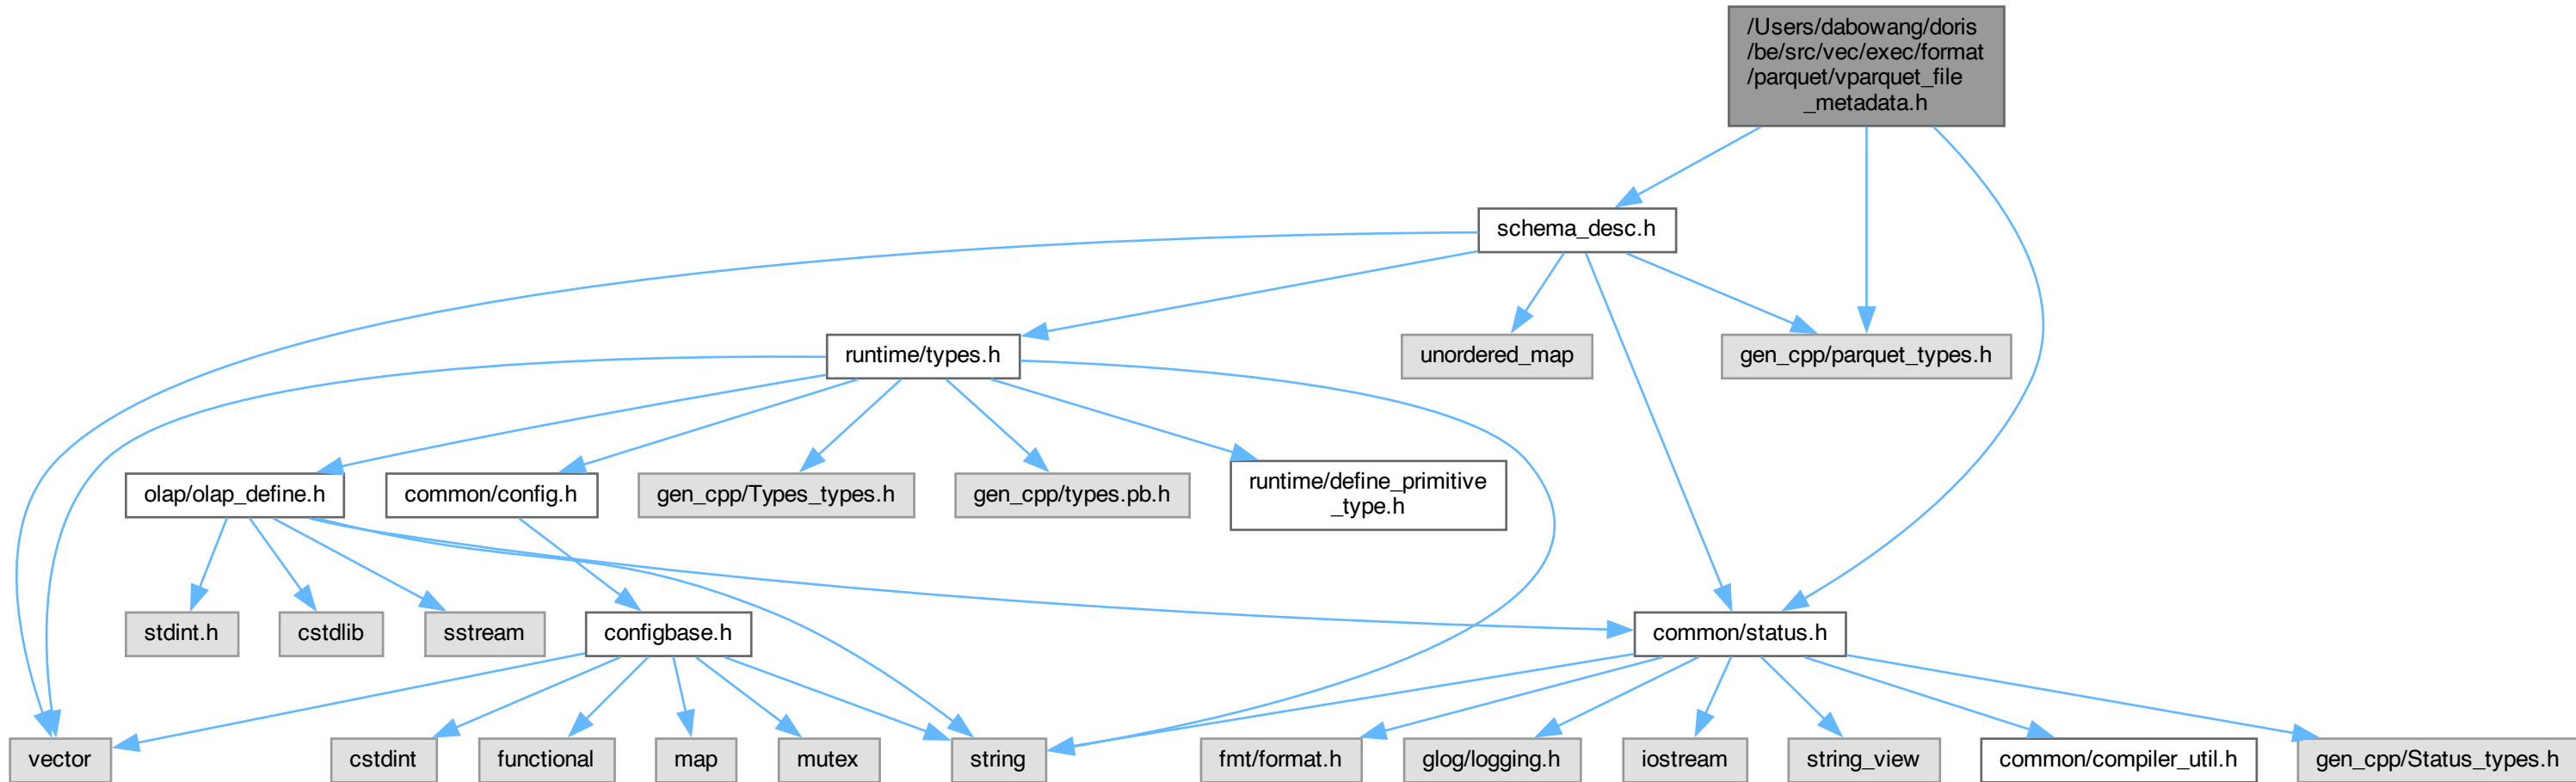 /Users/dabowang/doris
/be/src/vec/exec/format
/parquet/vparquet_file
_metadata.h
schema_desc.h
runtime/types.h
unordered_map
gen_cpp/parquet_types.h
olap/olap_define.h
common/config.h
gen_cpp/Types_types.h
gen_cpp/types.pb.h
runtime/define_primitive
_type.h
stdint.h
cstdlib
sstream
configbase.h
common/status.h
vector
cstdint
functional
map
mutex
string
fmt/format.h
glog/logging.h
iostream
string_view
common/compiler_util.h
gen_cpp/Status_types.h